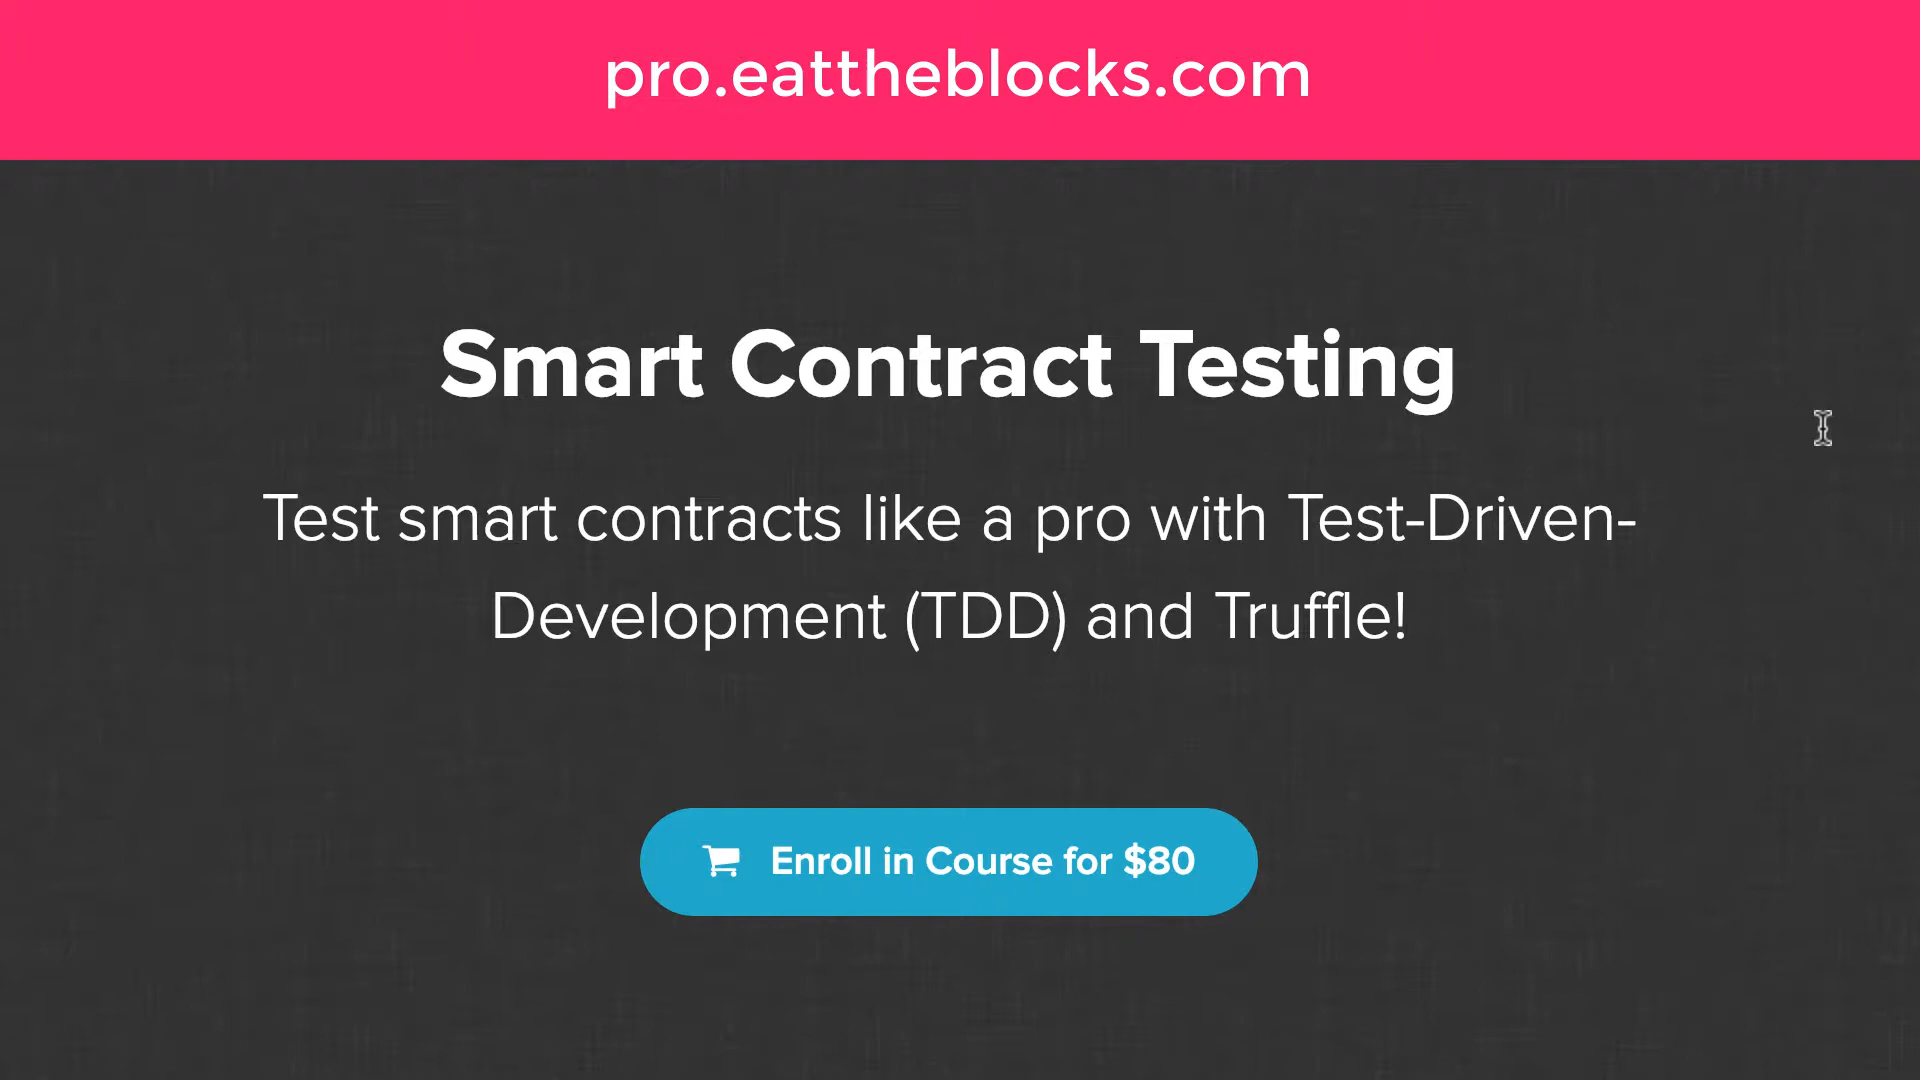 pro.eattheblocks.com
Smart Contract Testing
Test smart contracts like a pro with Test-Driven-
Development (TDD) and Truffle!
Enroll in Course for $80